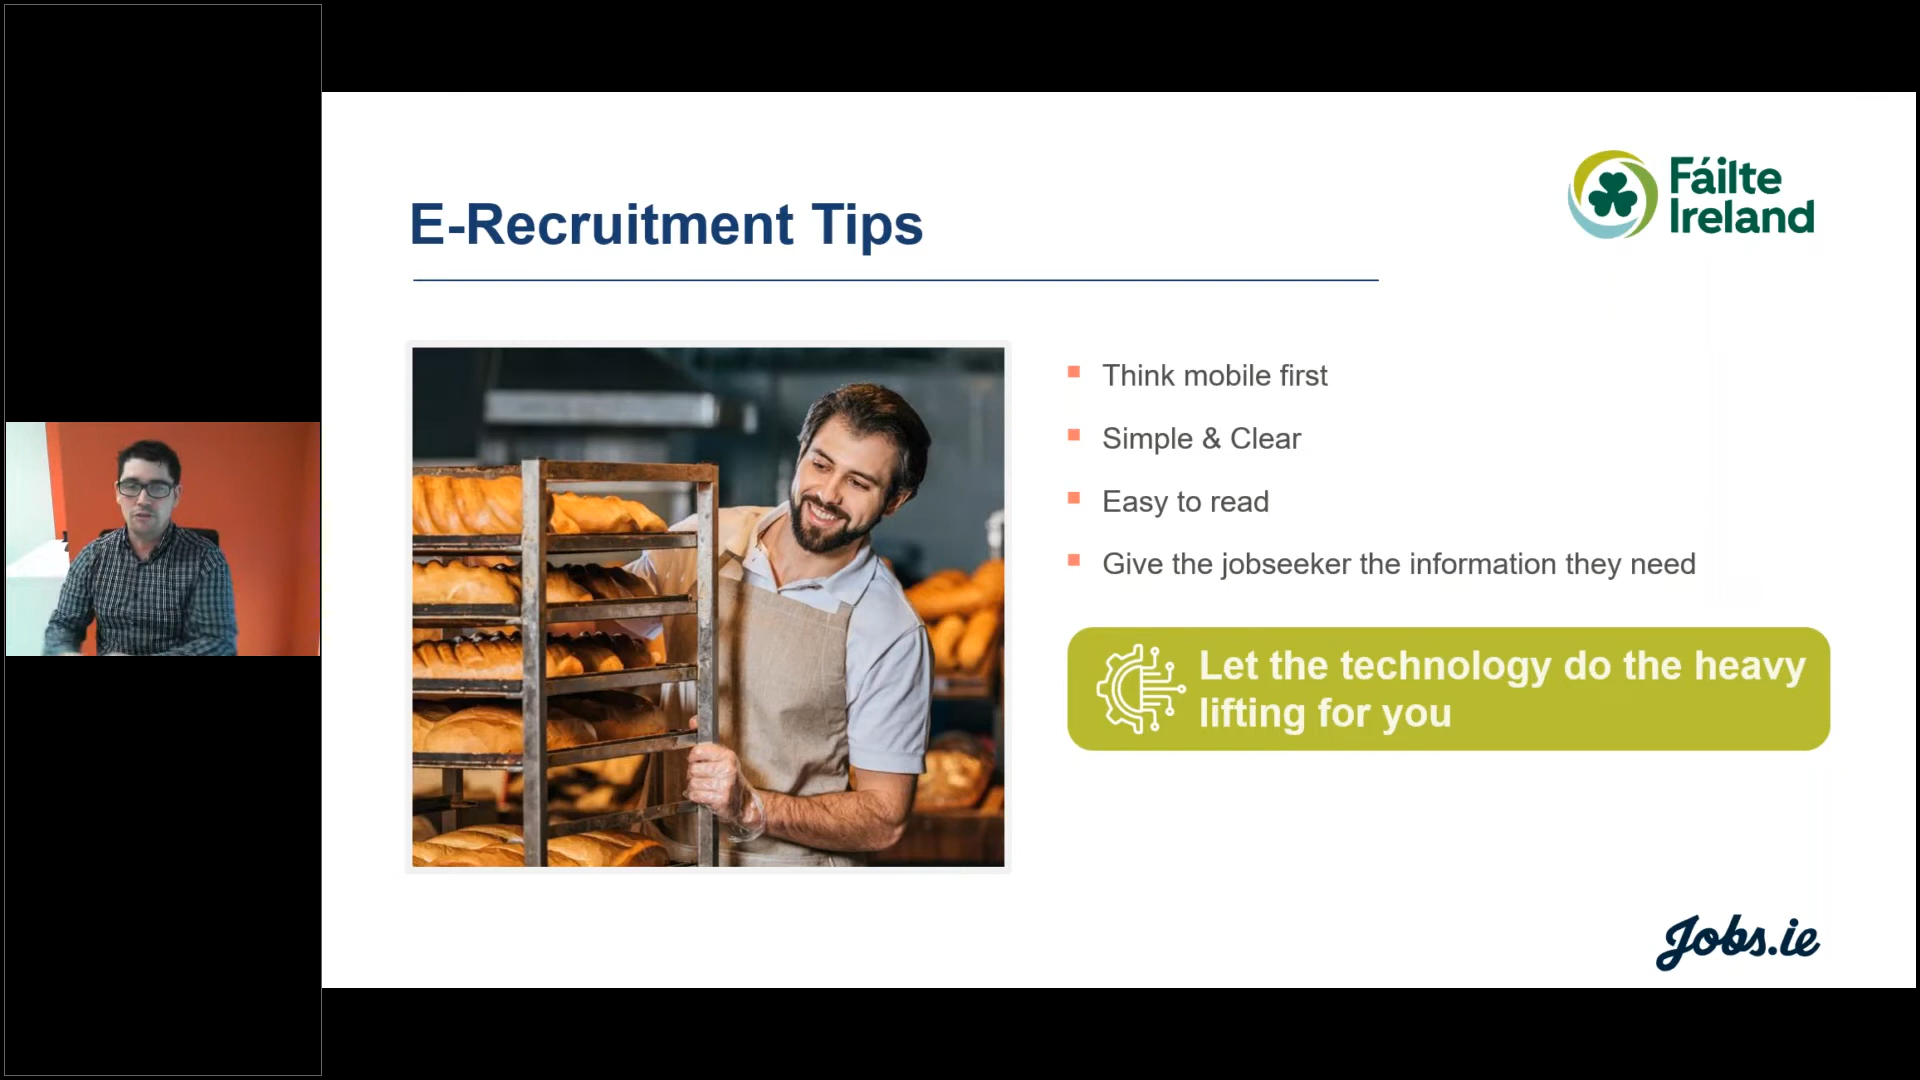 Fáilte
Ireland
E-Recruitment Tips
Think mobile first
Simple & Clear
Easy to read
Give the jobseeker the information they need
Let the technology do the heavy
lifting for you
Jobs.ie